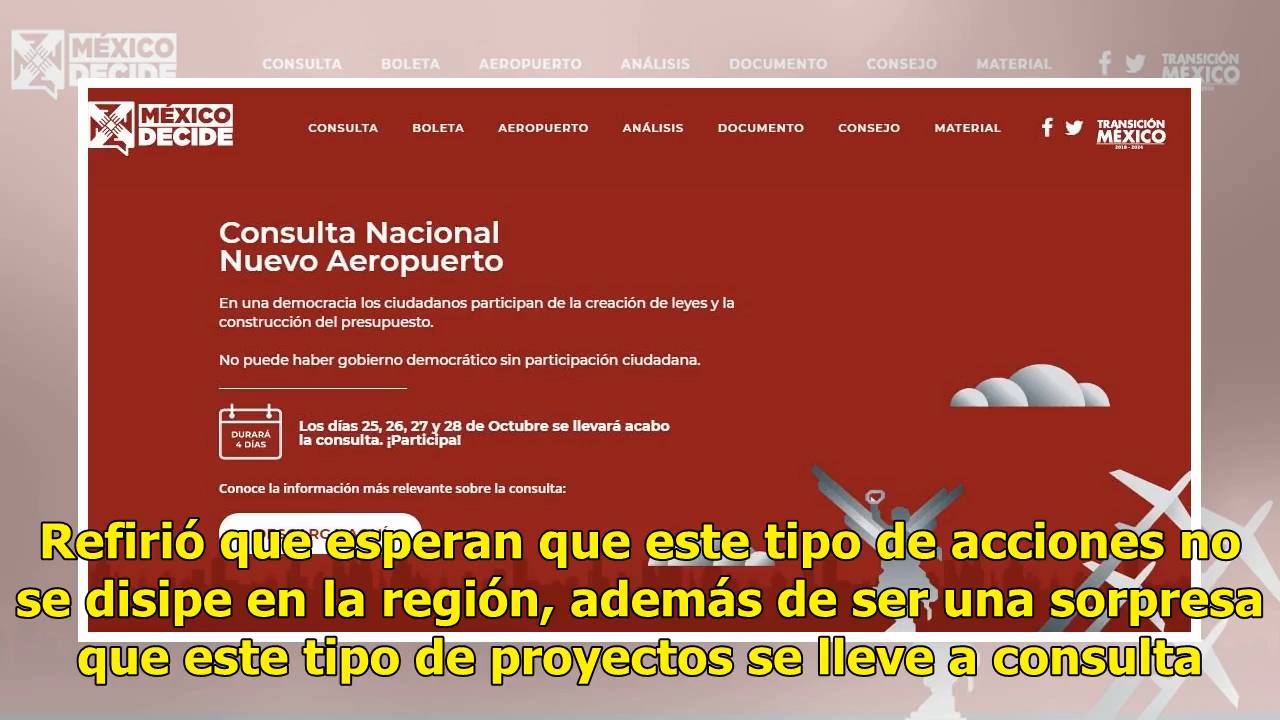 MÉXICO
DECIDE
CONSULTA BOLETA AEROPUERTO ANÁLISIS DOCUMENTO CONSEJO MATERIAL
TRANSICIÓN
MÉXICO
MÉXICO
DECIDE
CONSULTA BOLETA AEROPUERTO ANÁLISIS DOCUMENTO CONSEJO MATERIAL
TRANSICIÓN
MÉXICO
2018 - 2024
Consulta Nacional
Nuevo Aeropuerto
En una democracia los ciudadanos participan de la creación de leyes y la
construcción del presupuesto.
No puede haber gobierno democrático sin participación ciudadana.
DURARÁ
4 DÍAS
Los días 25, 26, 27 y 28 de Octubre se llevará acabo
la consulta. ¡Participa!
Conoce la información más relevante sobre la consulta:
Refirió que esperan que este tipo de acciones no
se disipe en la región, además de ser una sorpresa
que este tipo de proyectos se lleve a consulta